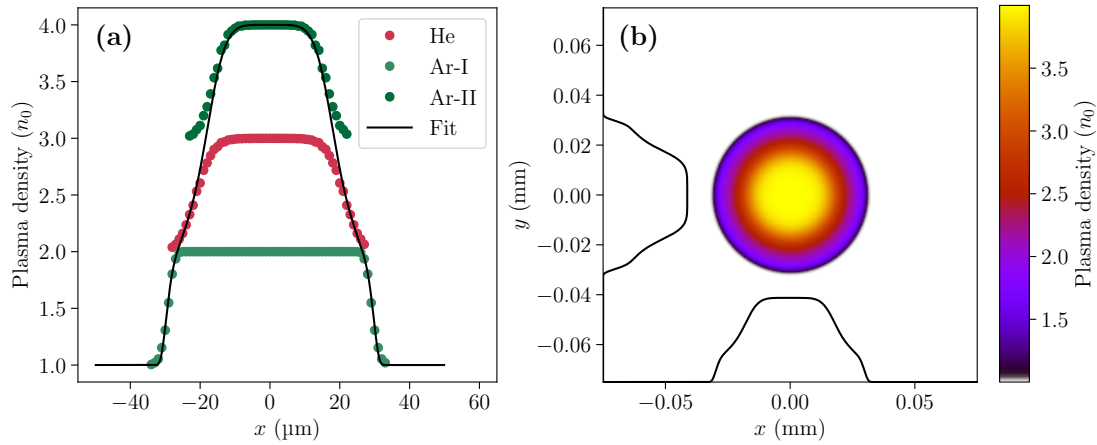 (a)
He
Ar-I
Ar-II
Fit
4.0
3.5
3.0
2.5
2.0
1.5
1.0
Plasma density (n₀)
−40
−20
0
20
40
60
x (µm)
(b)
0.06
0.04
0.02
0.00
−0.02
−0.04
−0.06
y (mm)
−0.05
0.00
0.05
x (mm)
3.5
3.0
2.5
2.0
1.5
Plasma density (n₀)